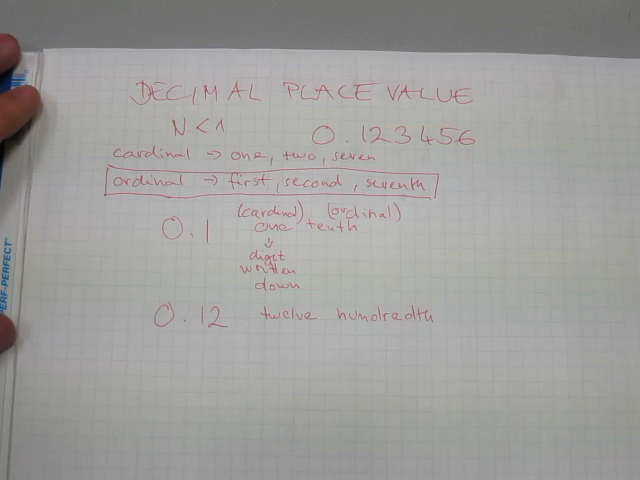 DECIMAL PLACE VALUE
N < 1 0.123456
cardinal → one, two, seven
ordinal → first, second, seventh
(cardinal) (ordinal)
0.1 one tenth
↓
digit
written
down
0.12 twelve hundredth
PERF-PERFECT